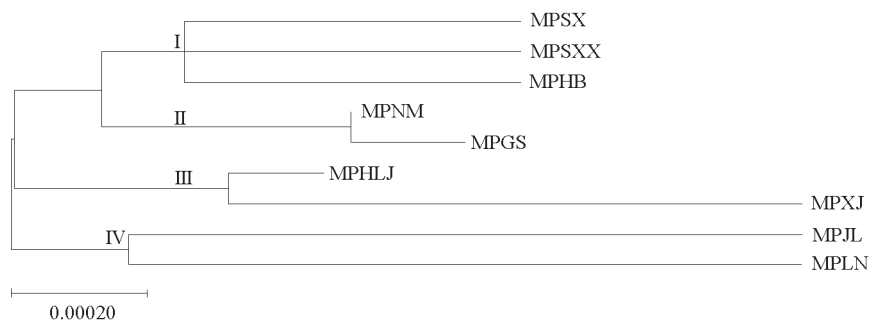 MPSX
I
MPSXX
MPHB
MPNM
II
MPGS
MPHLJ
III
MPXJ
IV
MPJL
MPLN
0.00020